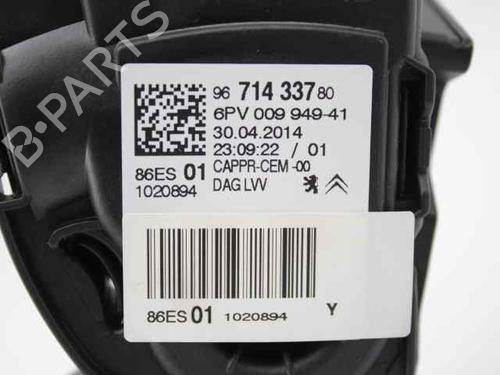 96 714 337 80
6PV 009 949-41
30.04.2014
23:09:22 / 01
86ES 01 CAPPR-CEM -00
1020894 DAG LVV
86ES 01 1020894 Y